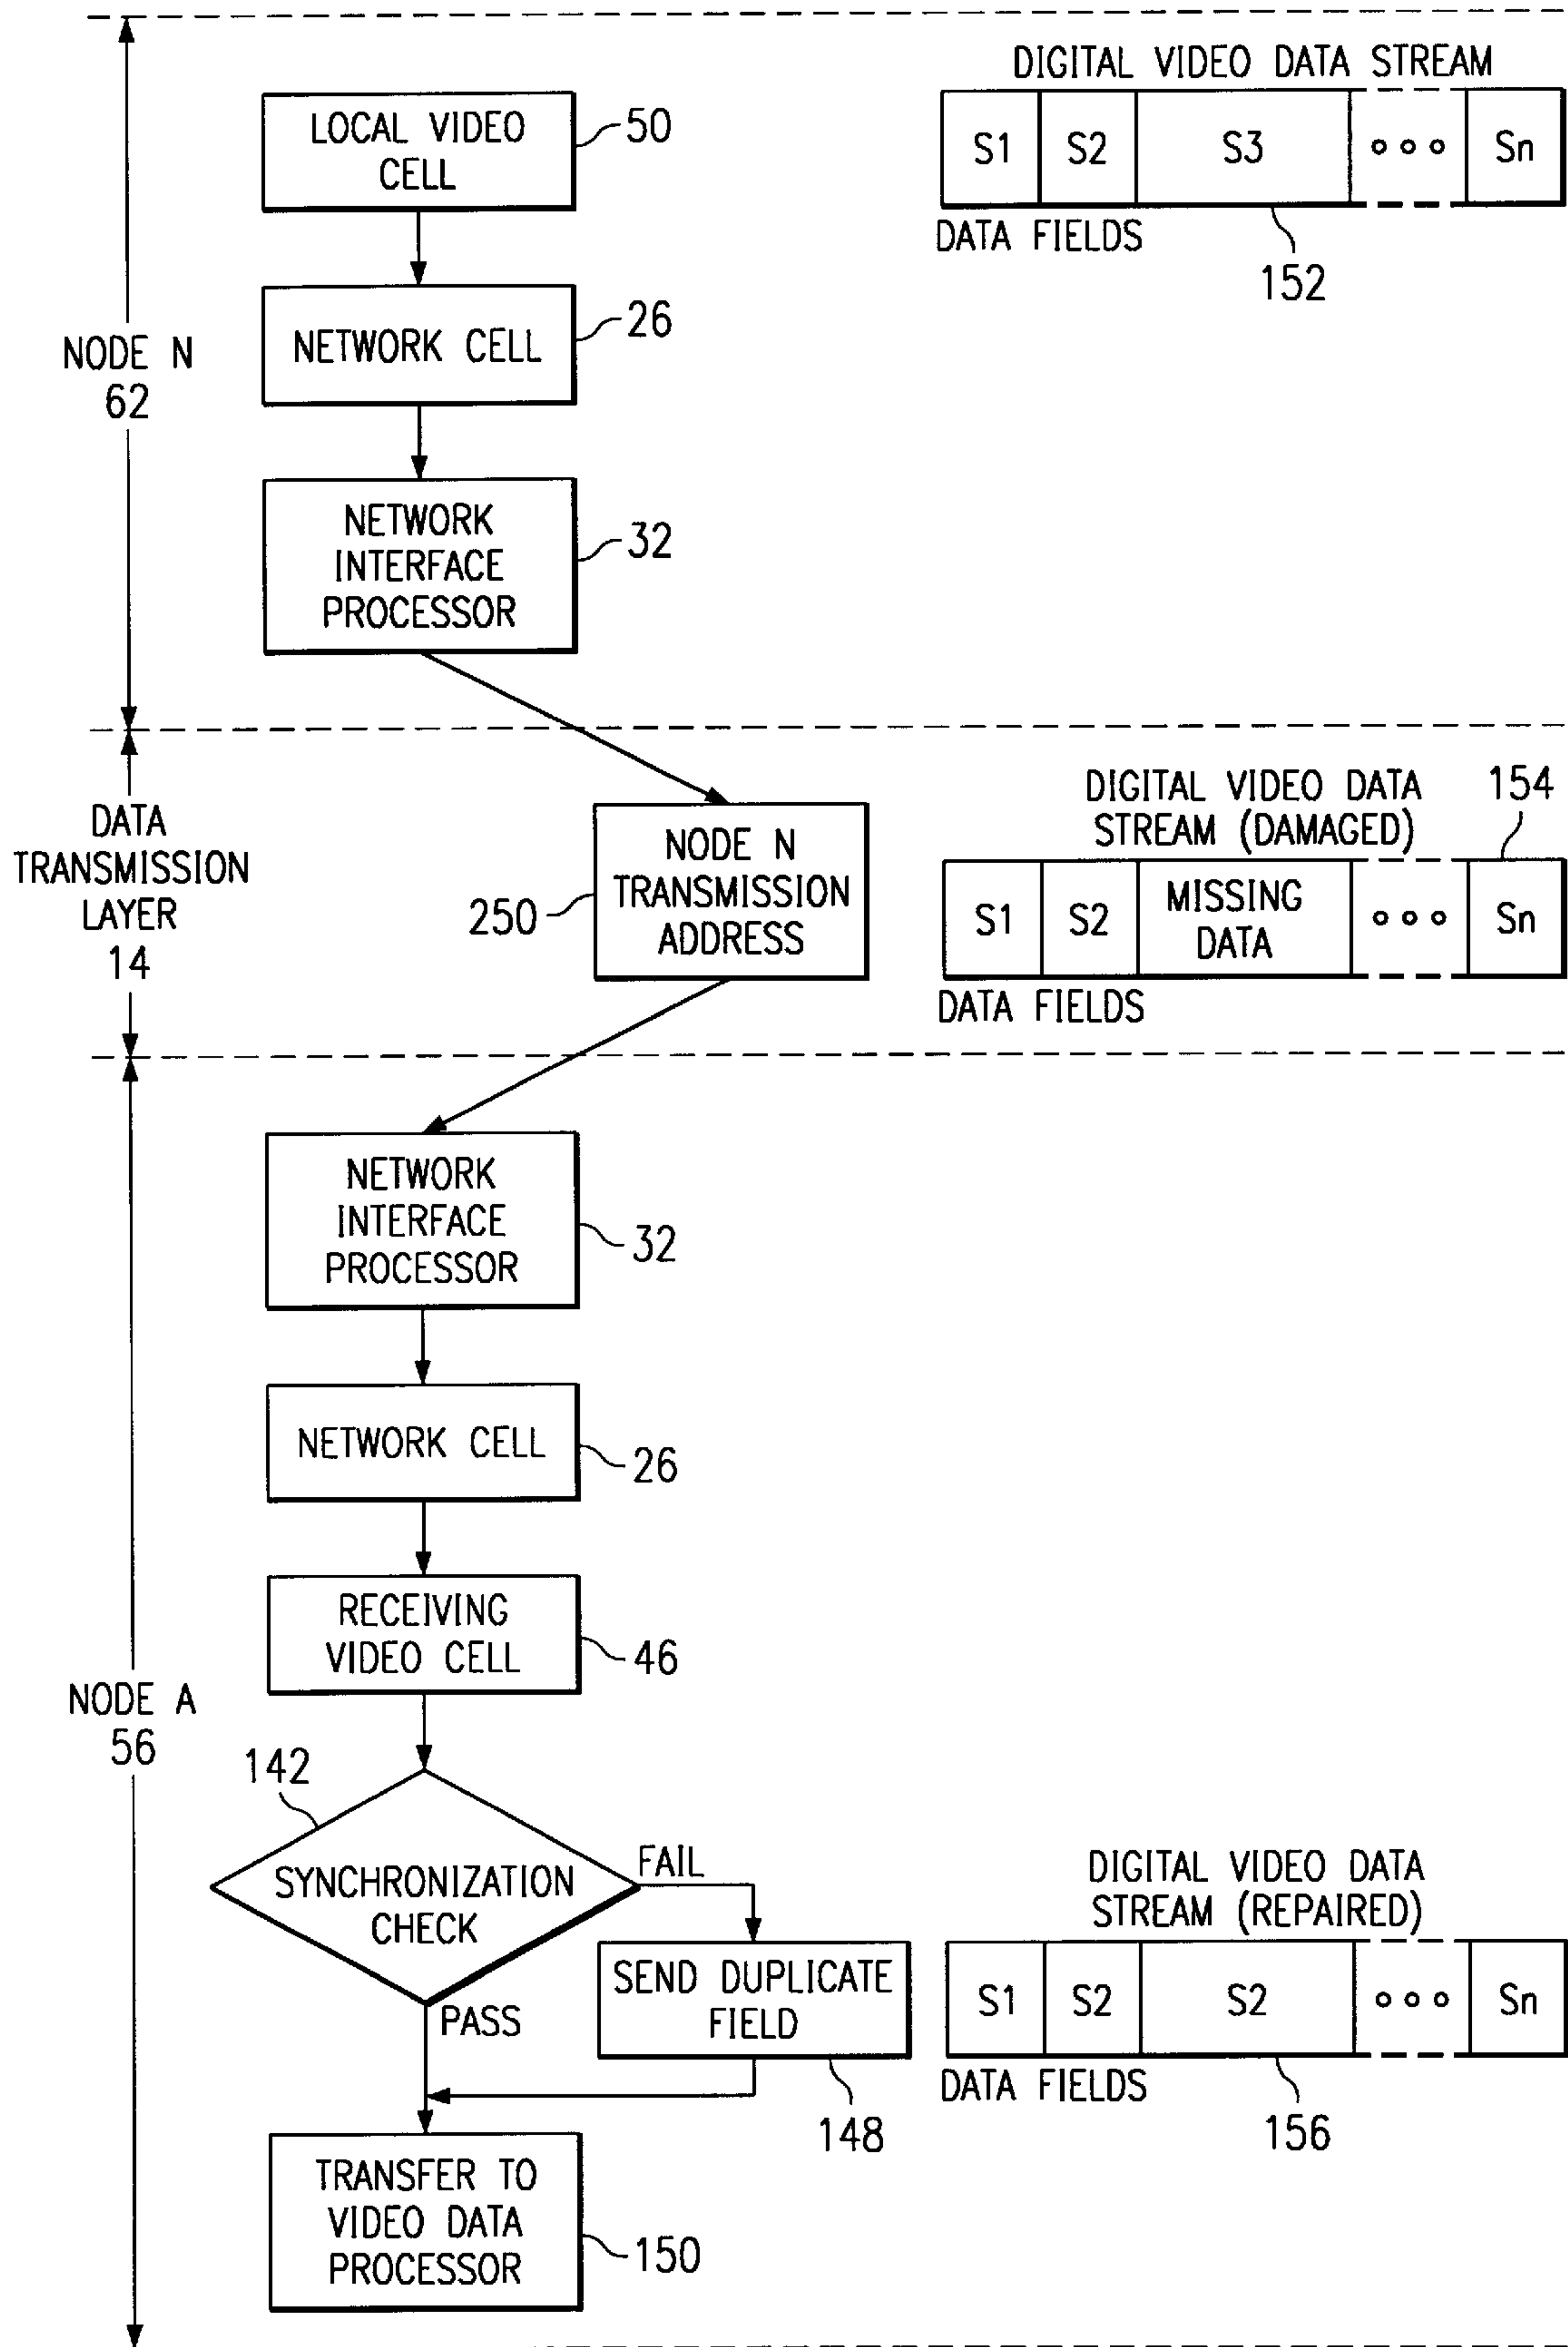 DIGITAL VIDEO DATA STREAM
LOCAL VIDEO
CELL
50
S1 S2 S3 ooo Sn
DATA FIELDS
152
NETWORK CELL
26
NODE N
62
NETWORK
INTERFACE
PROCESSOR
32
DATA
TRANSMISSION
LAYER
14
NODE N
TRANSMISSION
ADDRESS
250
DIGITAL VIDEO DATA
STREAM (DAMAGED)
154
S1 S2 MISSING
DATA ooo Sn
DATA FIELDS
NETWORK
INTERFACE
PROCESSOR
32
NETWORK CELL
26
RECEIVING
VIDEO CELL
46
NODE A
56
142
SYNCHRONIZATION
CHECK
FAIL
PASS
SEND DUPLICATE
FIELD
148
DIGITAL VIDEO DATA
STREAM (REPAIRED)
S1 S2 S2 ooo Sn
DATA FIELDS
156
TRANSFER TO
VIDEO DATA
PROCESSOR
150